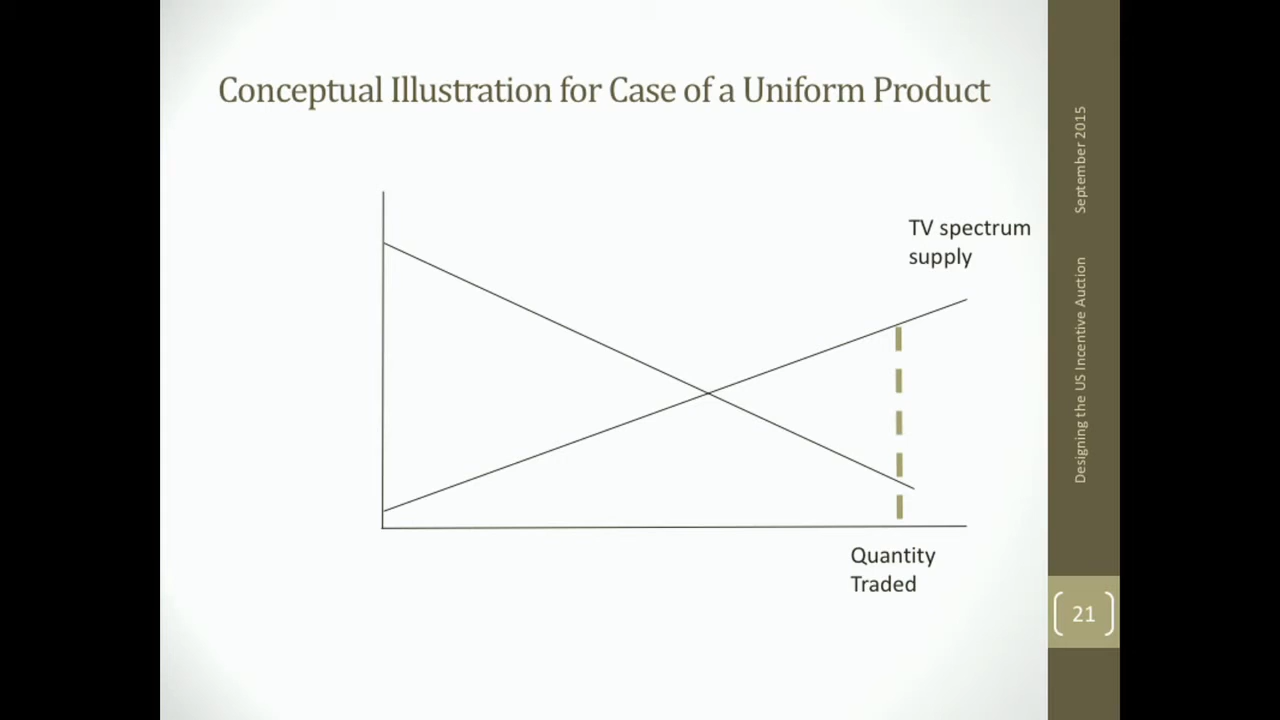 Conceptual Illustration for Case of a Uniform Product
TV spectrum
supply
Quantity
Traded
September 2015
Designing the US Incentive Auction
21